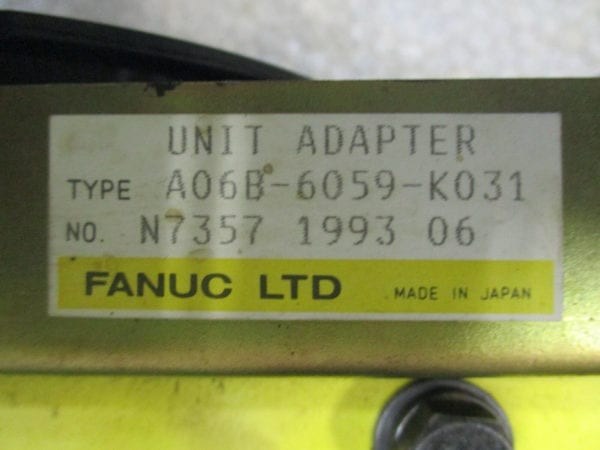 UNIT ADAPTER
TYPE A06B-6059-K031
NO. N7357 1993 06
FANUC LTD MADE IN JAPAN